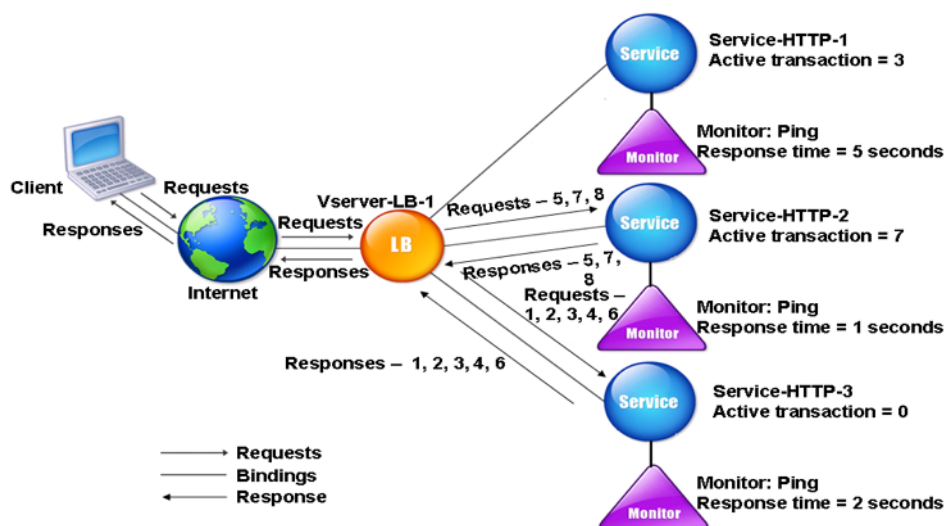 Service
Service-HTTP-1
Active transaction = 3
Monitor
Monitor: Ping
Response time = 5 seconds
Client
Requests
Responses
Internet
Requests
Responses
Vserver-LB-1
LB
Requests – 5, 7, 8
Responses – 5, 7,
8
Service
Service-HTTP-2
Active transaction = 7
Requests –
1, 2, 3, 4, 6
Monitor
Monitor: Ping
Response time = 1 seconds
Responses – 1, 2, 3, 4, 6
Service
Service-HTTP-3
Active transaction = 0
Monitor
Monitor: Ping
Response time = 2 seconds
Requests
Bindings
Response